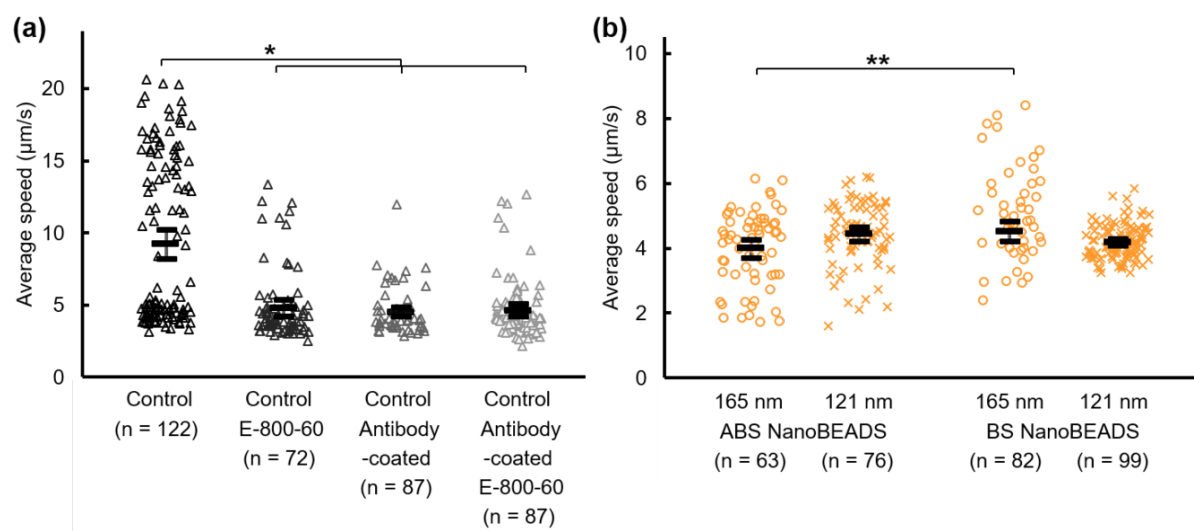 (a)
Average speed (μm/s)
20
15
10
5
0
*
Control
(n = 122)
Control
E-800-60
(n = 72)
Control
Antibody
-coated
(n = 87)
Control
Antibody
-coated
E-800-60
(n = 87)
(b)
Average speed (μm/s)
10
8
6
4
2
0
**
165 nm 121 nm
ABS NanoBEADS
(n = 63) (n = 76)
165 nm 121 nm
BS NanoBEADS
(n = 82) (n = 99)